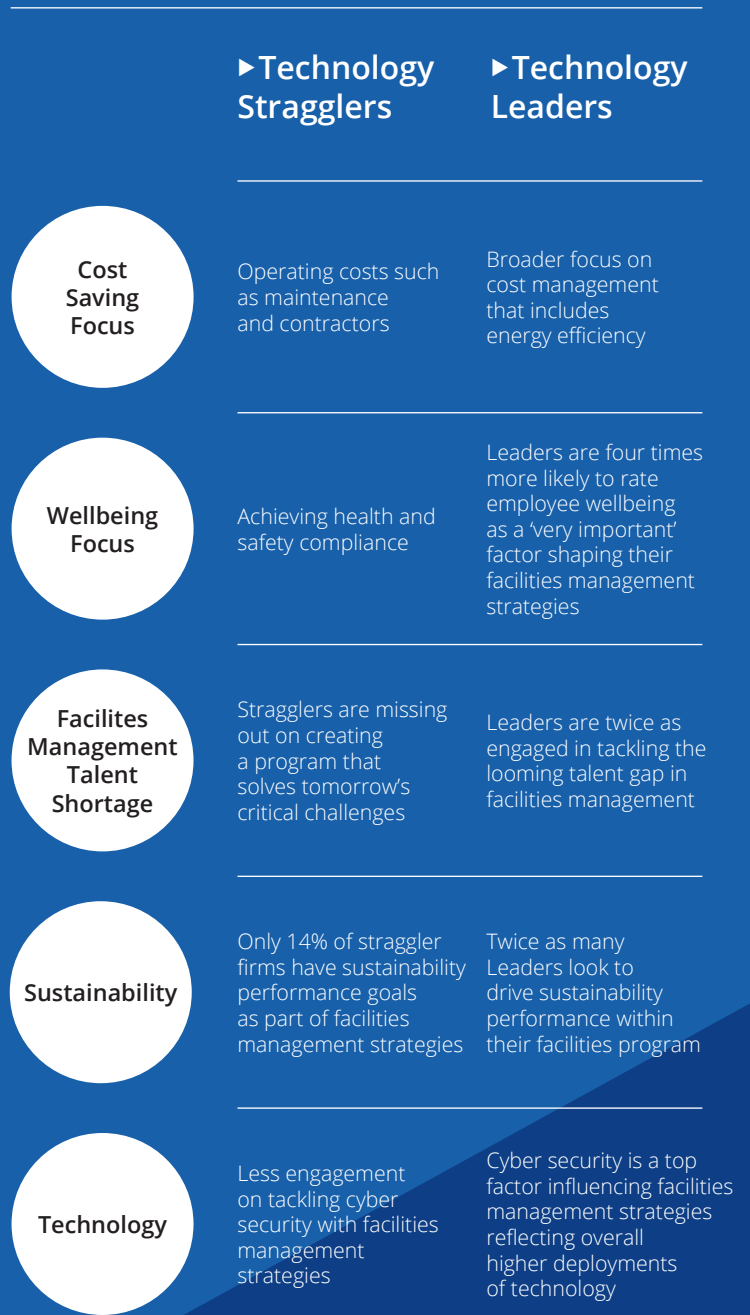 ▶Technology
Stragglers
▶Technology
Leaders
Cost
Saving
Focus
Operating costs such
as maintenance
and contractors
Broader focus on
cost management
that includes
energy efficiency
Wellbeing
Focus
Achieving health and
safety compliance
Leaders are four times
more likely to rate
employee wellbeing
as a ‘very important’
factor shaping their
facilities management
strategies
Facilites
Management
Talent
Shortage
Stragglers are missing
out on creating
a program that
solves tomorrow’s
critical challenges
Leaders are twice as
engaged in tackling the
looming talent gap in
facilities management
Sustainability
Only 14% of straggler
firms have sustainability
performance goals
as part of facilities
management strategies
Twice as many
Leaders look to
drive sustainability
performance within
their facilities program
Technology
Less engagement
on tackling cyber
security with facilities
management
strategies
Cyber security is a top
factor influencing facilities
management strategies
reflecting overall
higher deployments
of technology